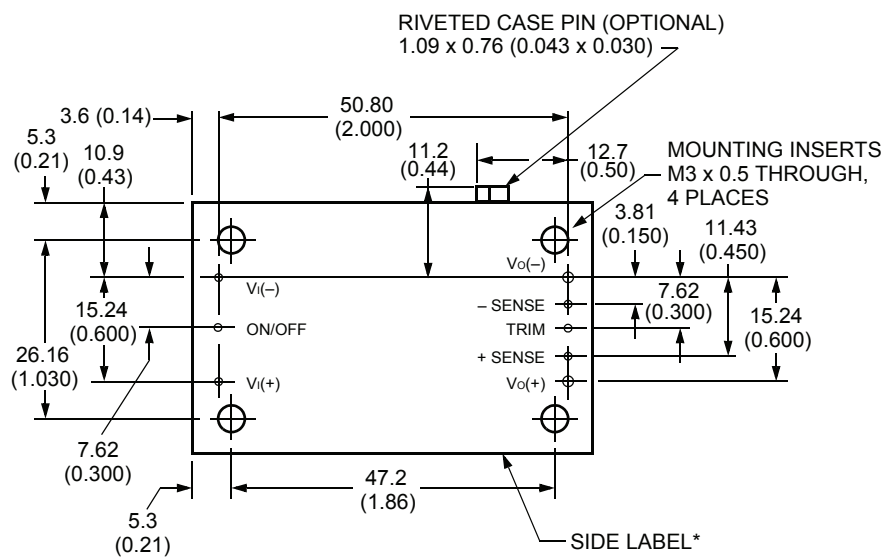 RIVETED CASE PIN (OPTIONAL)
1.09 x 0.76 (0.043 x 0.030)
3.6 (0.14)
50.80
(2.000)
5.3
(0.21)
10.9
(0.43)
11.2
(0.44)
12.7
(0.50)
MOUNTING INSERTS
M3 x 0.5 THROUGH,
4 PLACES
3.81
(0.150)
11.43
(0.450)
VI(–)
VO(–)
15.24
(0.600)
ON/OFF
– SENSE
TRIM
7.62
(0.300)
15.24
(0.600)
26.16
(1.030)
+ SENSE
VI(+)
VO(+)
7.62
(0.300)
47.2
(1.86)
5.3
(0.21)
SIDE LABEL*